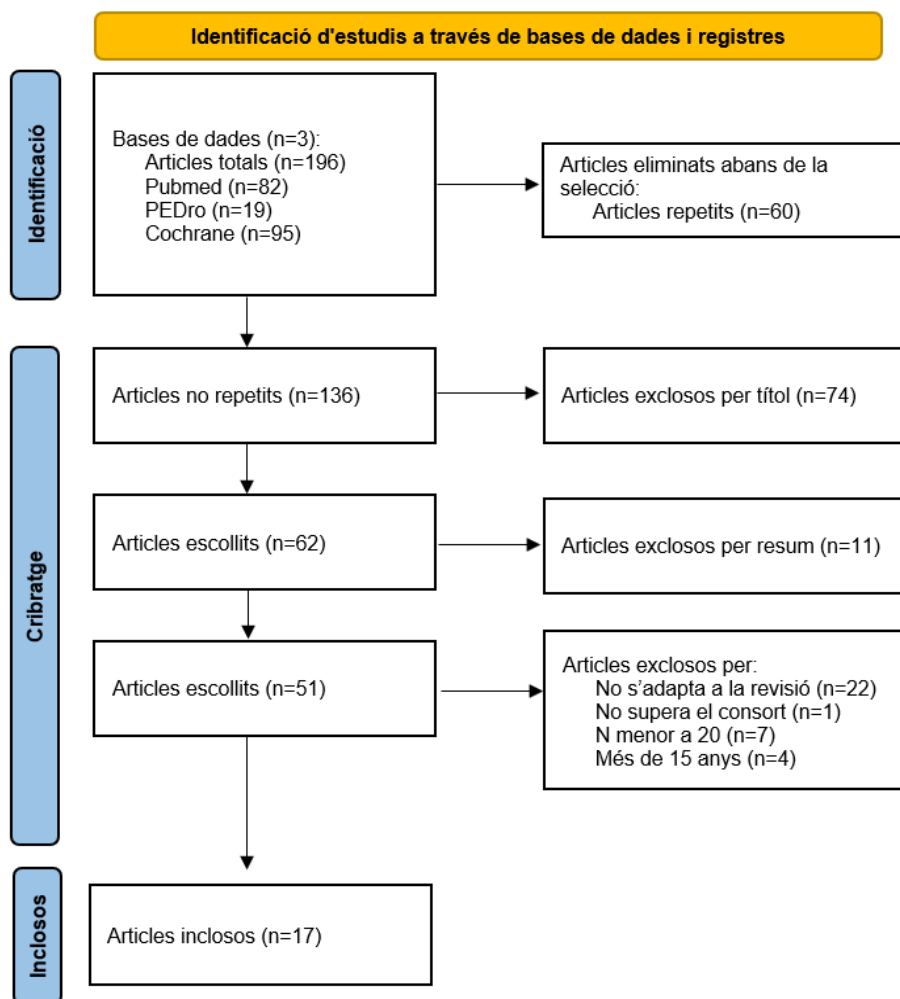 Identificació d'estudis a través de bases de dades i registres
Identificació
Bases de dades (n=3):
Articles totals (n=196)
Pubmed (n=82)
PEDro (n=19)
Cochrane (n=95)
Articles eliminats abans de la
selecció:
Articles repetits (n=60)
Cribratge
Articles no repetits (n=136)
Articles exclosos per títol (n=74)
Articles escollits (n=62)
Articles exclosos per resum (n=11)
Articles escollits (n=51)
Articles exclosos per:
No s’adapta a la revisió (n=22)
No supera el consort (n=1)
N menor a 20 (n=7)
Més de 15 anys (n=4)
Inclosos
Articles inclosos (n=17)